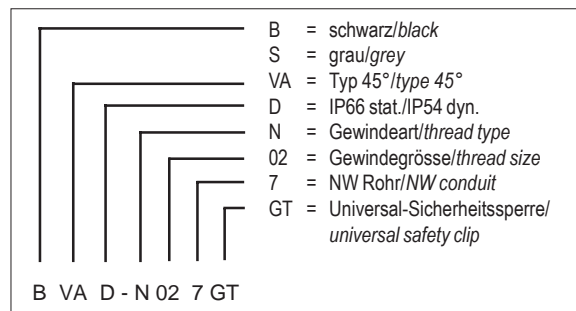 B = schwarz/black
S = grau/grey
VA = Typ 45°/type 45°
D = IP66 stat./IP54 dyn.
N = Gewindeart/thread type
02 = Gewindegrösse/thread size
7 = NW Rohr/NW conduit
GT = Universal-Sicherheitssperre/
universal safety clip
B VA D - N 02 7 GT